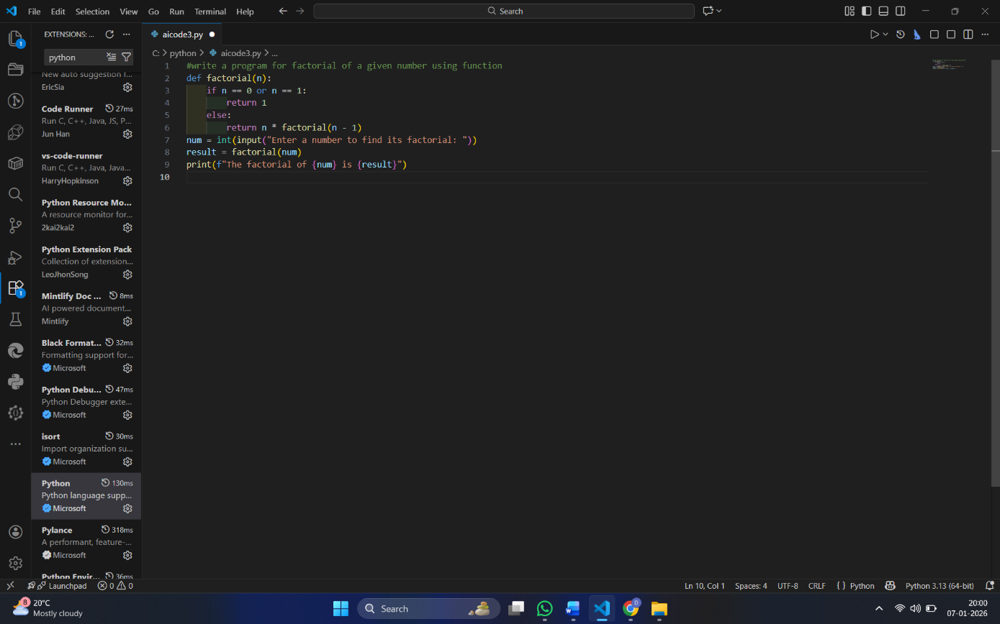 File Edit Selection View Go Run Terminal Help
Search
EXTENSIONS: ...
python
New auto suggestion f...
EricSia
Code Runner 27ms
Run C, C++, Java, JS, P...
Jun Han
vs-code-runner
Run C, C++, Java, Java...
HarryHopkinson
Python Resource Mo...
A resource monitor for...
2kai2kai2
Python Extension Pack
Collection of extension...
LeoJhonSong
Mintlify Doc ... 8ms
AI powered document...
Mintlify
Black Format... 32ms
Formatting support for...
Microsoft
Python Debu... 47ms
Python Debugger exte...
Microsoft
isort 30ms
Import organization su...
Microsoft
Python 130ms
Python language supp...
Microsoft
Pylance 318ms
A performant, feature-...
Microsoft
Python Envir... 36ms
aicode3.py
C: > python > aicode3.py > ...
1 #write a program for factorial of a given number using function
2 def factorial(n):
3 if n == 0 or n == 1:
4 return 1
5 else:
6 return n * factorial(n - 1)
7 num = int(input("Enter a number to find its factorial: "))
8 result = factorial(num)
9 print(f"The factorial of {num} is {result}")
10
1
1
Launchpad 0 0
Ln 10, Col 1 Spaces: 4 UTF-8 CRLF { } Python Python 3.13 (64-bit)
8
20°C
Mostly cloudy
Search
D
20:00
07-01-2026